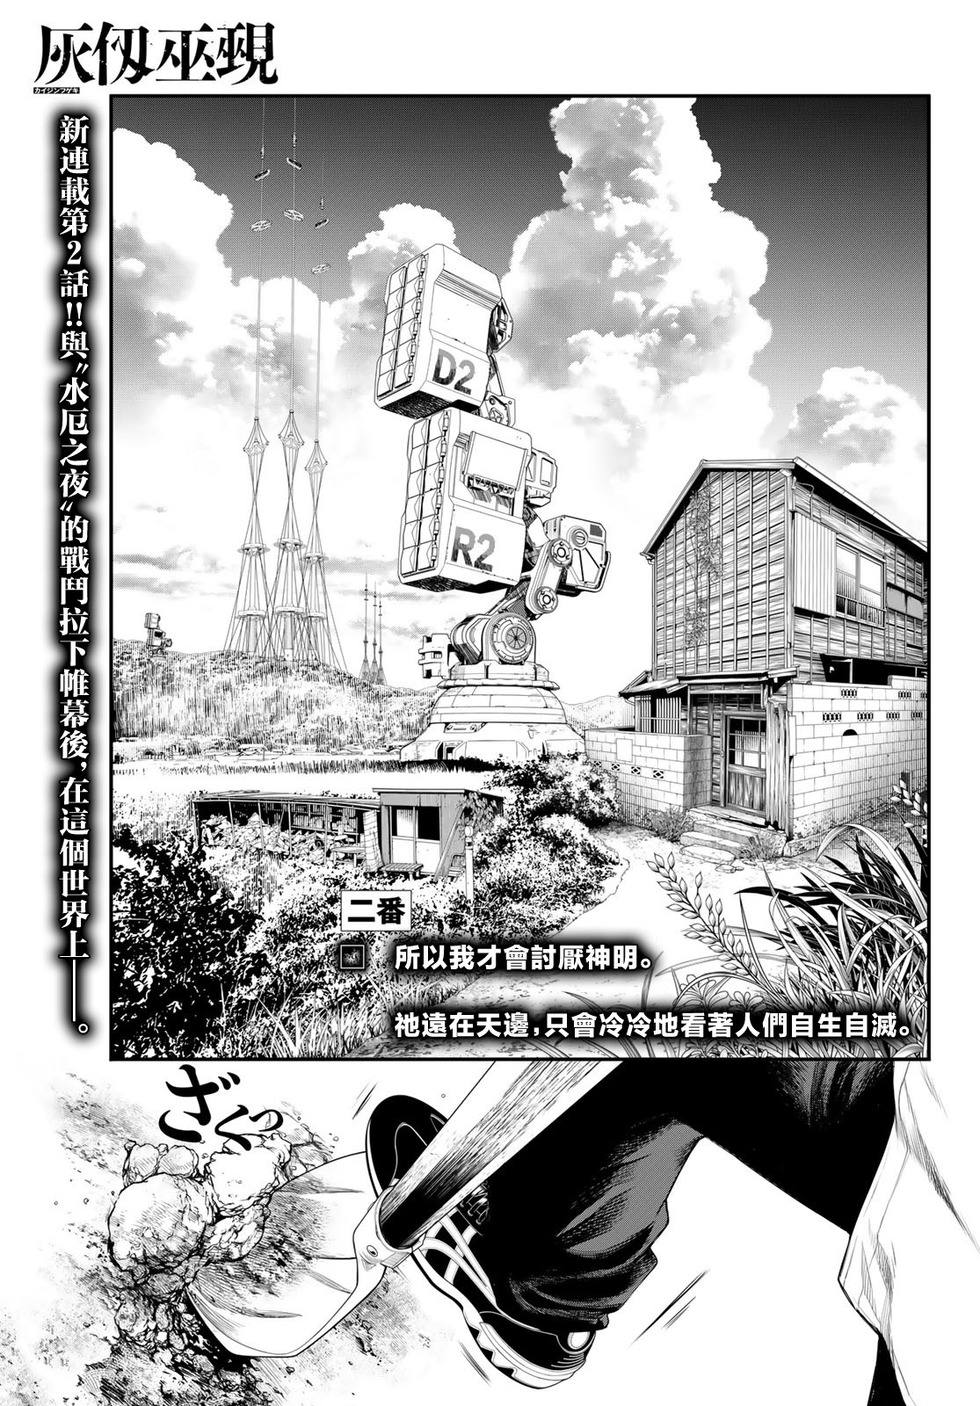 灰仭巫覡
カイジンフゲキ
新連載第2話!!與〝水厄之夜〟的戰鬥拉下帷幕後,在這個世界上——。
D2
R2
二番
所以我才會討厭神明。
祂遠在天邊,只會冷冷地看著人們自生自滅。
ざくっ